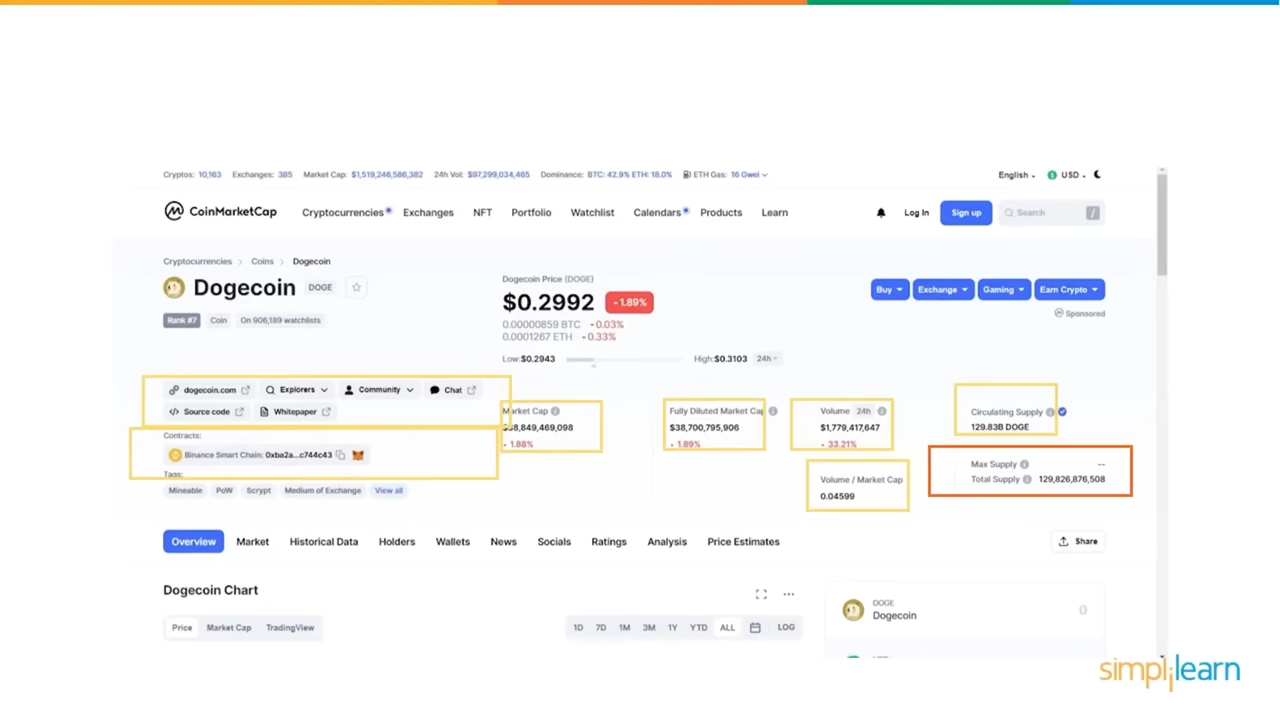 Cryptos: 10,163 Exchanges: 385 Market Cap: $1,519,246,586,382 24h Vol: $97,299,034,465 Dominance: BTC: 42.9% ETH: 18.0% ETH Gas: 16 Gwei English USD
CoinMarketCap Cryptocurrencies Exchanges NFT Portfolio Watchlist Calendars Products Learn Log In Sign up Search /
Cryptocurrencies > Coins > Dogecoin
Dogecoin DOGE
Rank #7 Coin On 906,189 watchlists
Dogecoin Price (DOGE)
$0.2992 1.89%
0.00000859 BTC 0.03%
0.0001267 ETH 0.33%
Low:$0.2943 High:$0.3103 24h
Buy Exchange Gaming Earn Crypto
Sponsored
dogecoin.com Explorers Community Chat
Source code Whitepaper
Contracts:
Binance Smart Chain: 0xba2a...c744c43
Tags:
Mineable PoW Scrypt Medium of Exchange View all
Market Cap
$38,849,469,098
1.88%
Fully Diluted Market Cap
$38,700,795,906
1.89%
Volume 24h
$1,779,417,647
33.21%
Volume / Market Cap
0.04599
Circulating Supply
129.83B DOGE
Max Supply --
Total Supply 129,826,876,508
Overview Market Historical Data Holders Wallets News Socials Ratings Analysis Price Estimates Share
Dogecoin Chart
Price Market Cap TradingView
1D 7D 1M 3M 1Y YTD ALL LOG
DOGE
Dogecoin
0
simplilearn